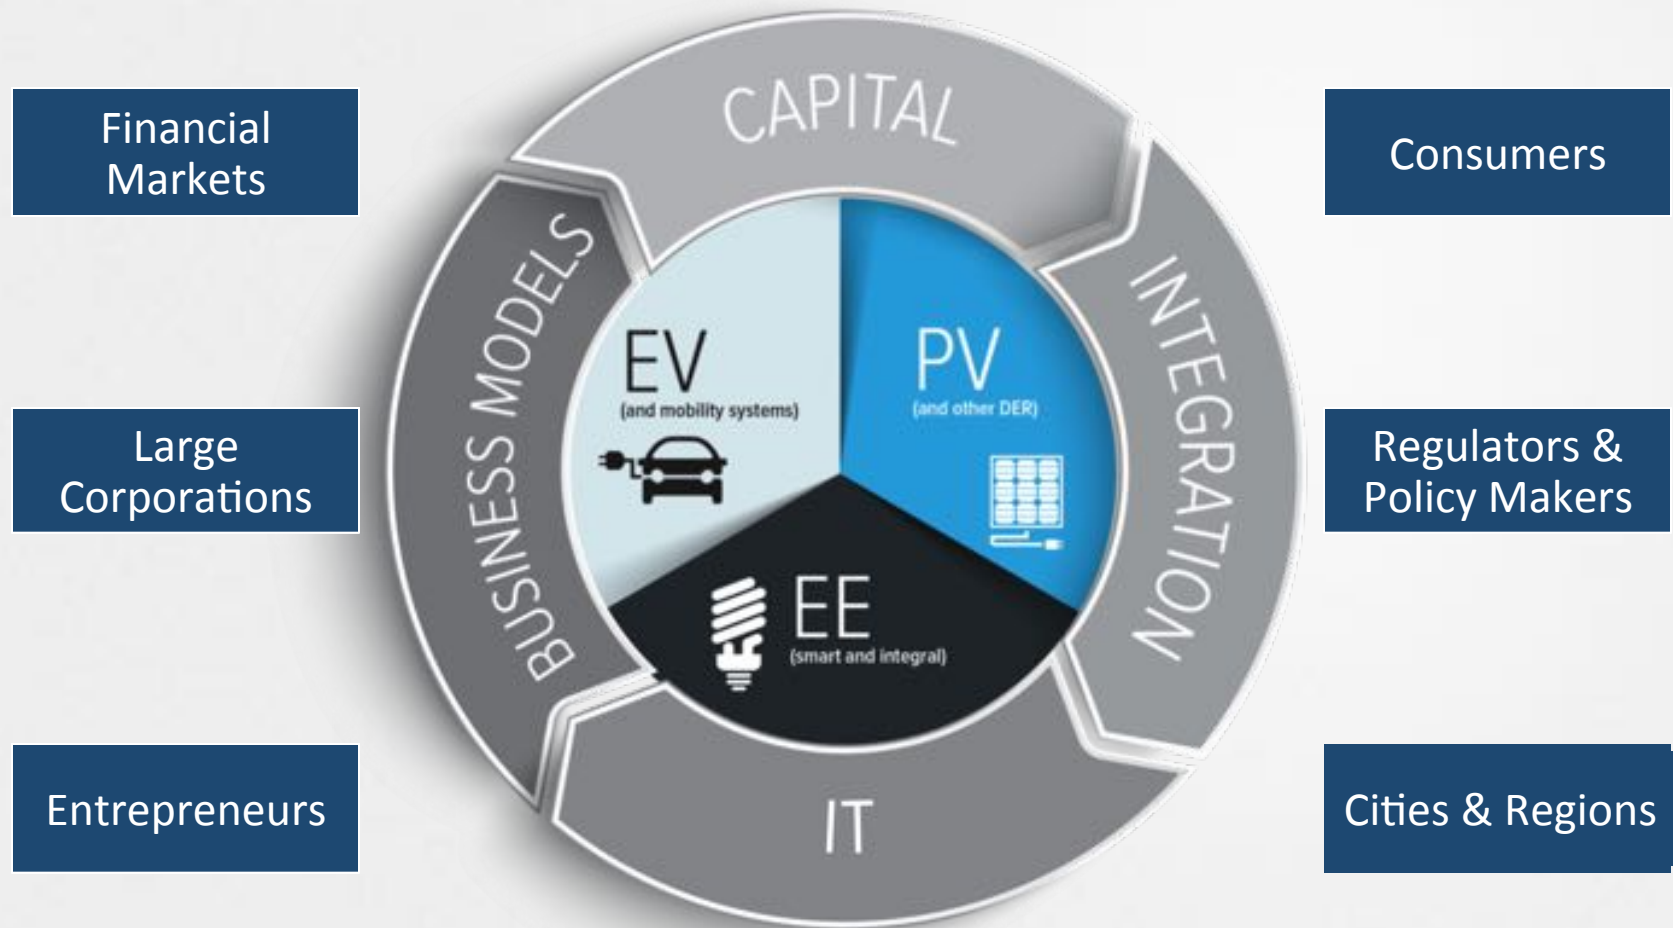 Financial
Markets
Large
Corporations
Entrepreneurs
CAPITAL
BUSINESS MODELS
INTEGRATION
IT
EV
(and mobility systems)
PV
(and other DER)
EE
(smart and integral)
Consumers
Regulators &
Policy Makers
Cities & Regions